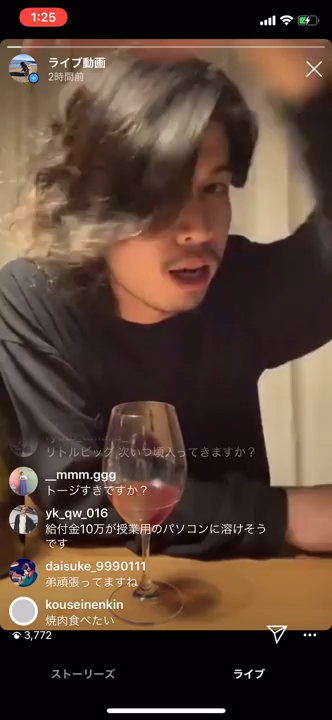 1:25
ライブ動画
2時間前
リトルビッグ 次いつ頃入ってきますか？
__mmm.ggg
トージすきですか？
yk_qw_016
給付金10万が授業用のパソコンに溶けそう
です
daisuke_9990111
弟頑張ってますね
kouseinenkin
焼肉食べたい
3,772
ストーリーズ ライブ